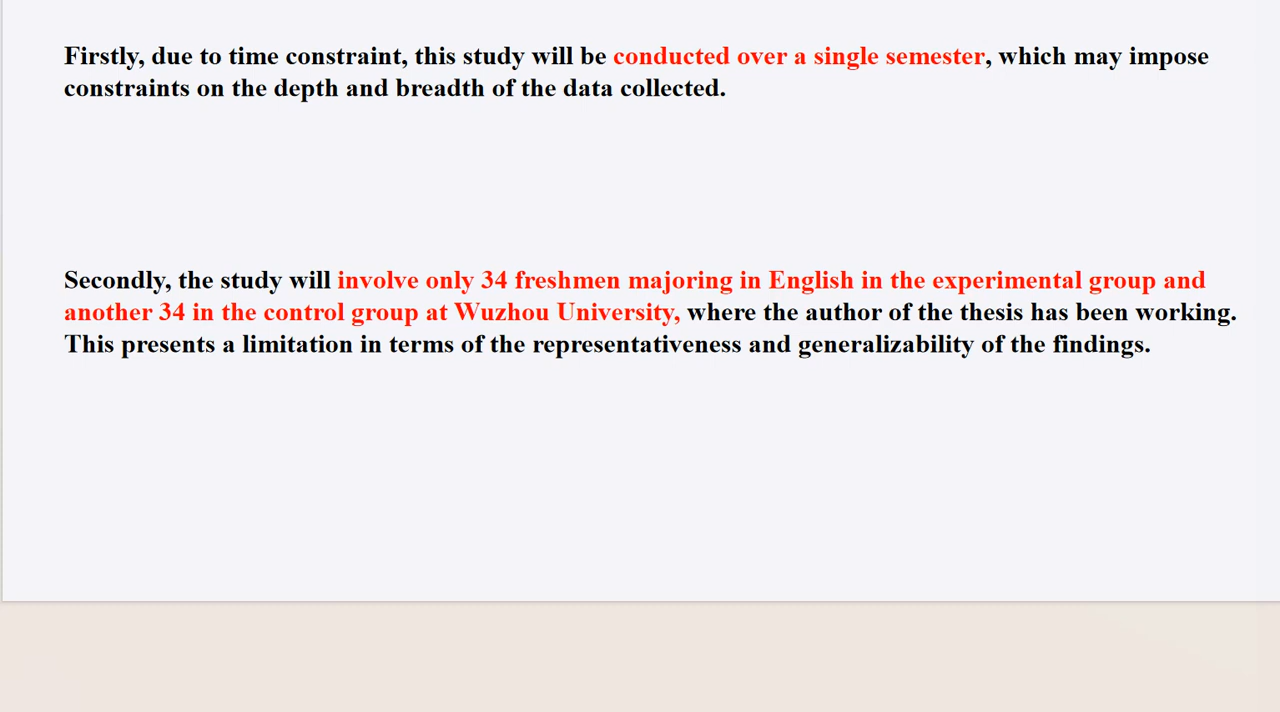 Firstly, due to time constraint, this study will be conducted over a single semester, which may impose
constraints on the depth and breadth of the data collected.
Secondly, the study will involve only 34 freshmen majoring in English in the experimental group and
another 34 in the control group at Wuzhou University, where the author of the thesis has been working.
This presents a limitation in terms of the representativeness and generalizability of the findings.